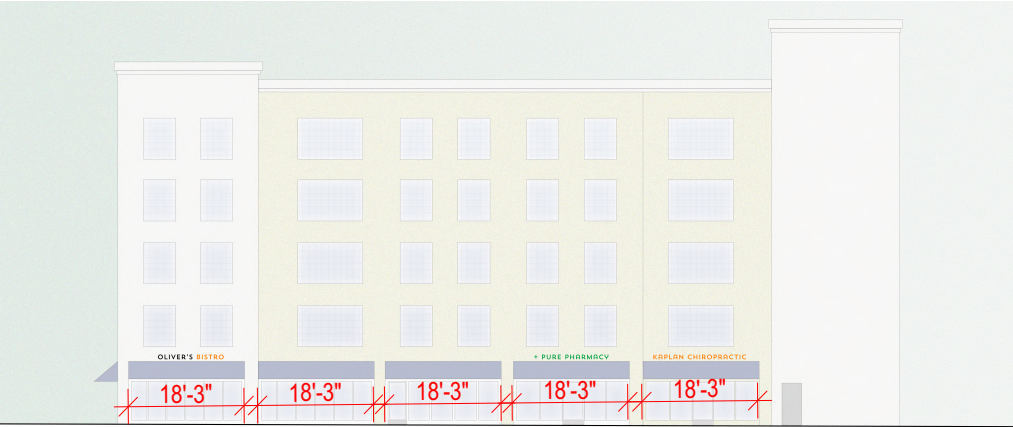 OLIVER'S BISTRO
+ PURE PHARMACY
KAPLAN CHIROPRACTIC
18'-3"
18'-3"
18'-3"
18'-3"
18'-3"